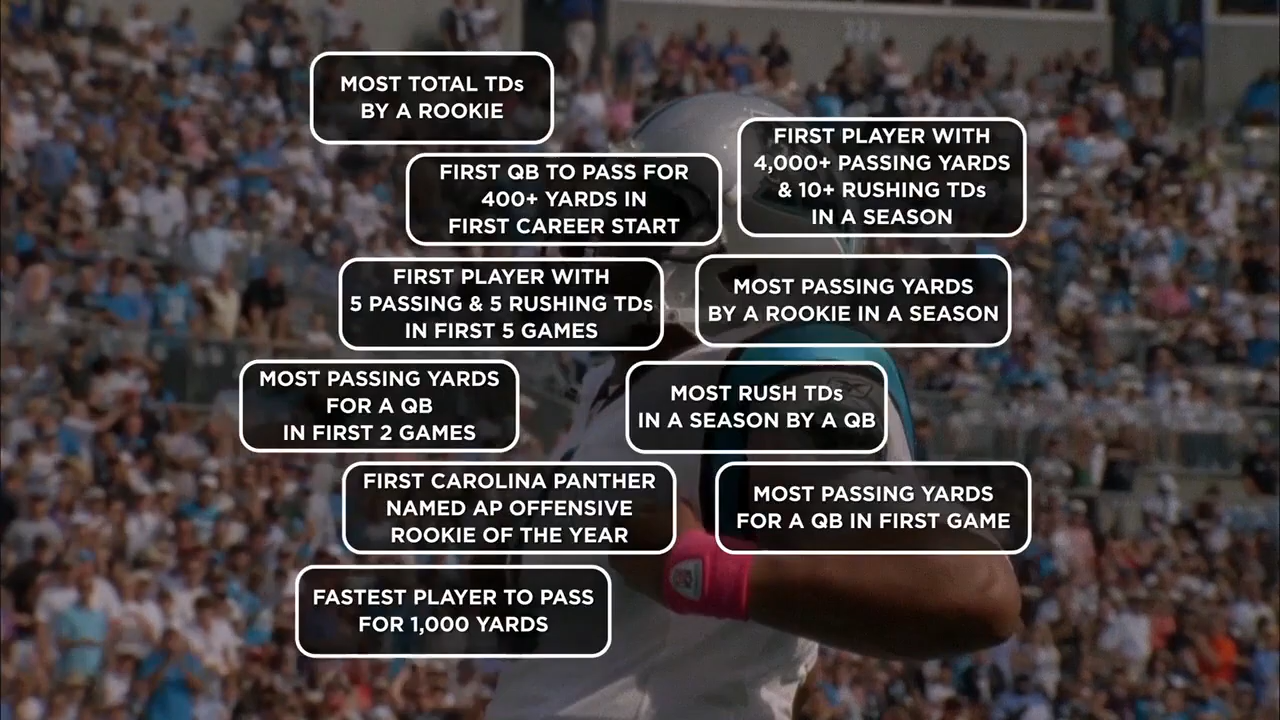 MOST TOTAL TDs
BY A ROOKIE
FIRST PLAYER WITH
4,000+ PASSING YARDS
& 10+ RUSHING TDs
IN A SEASON
FIRST QB TO PASS FOR
400+ YARDS IN
FIRST CAREER START
FIRST PLAYER WITH
5 PASSING & 5 RUSHING TDs
IN FIRST 5 GAMES
MOST PASSING YARDS
BY A ROOKIE IN A SEASON
MOST PASSING YARDS
FOR A QB
IN FIRST 2 GAMES
MOST RUSH TDs
IN A SEASON BY A QB
FIRST CAROLINA PANTHER
NAMED AP OFFENSIVE
ROOKIE OF THE YEAR
MOST PASSING YARDS
FOR A QB IN FIRST GAME
FASTEST PLAYER TO PASS
FOR 1,000 YARDS